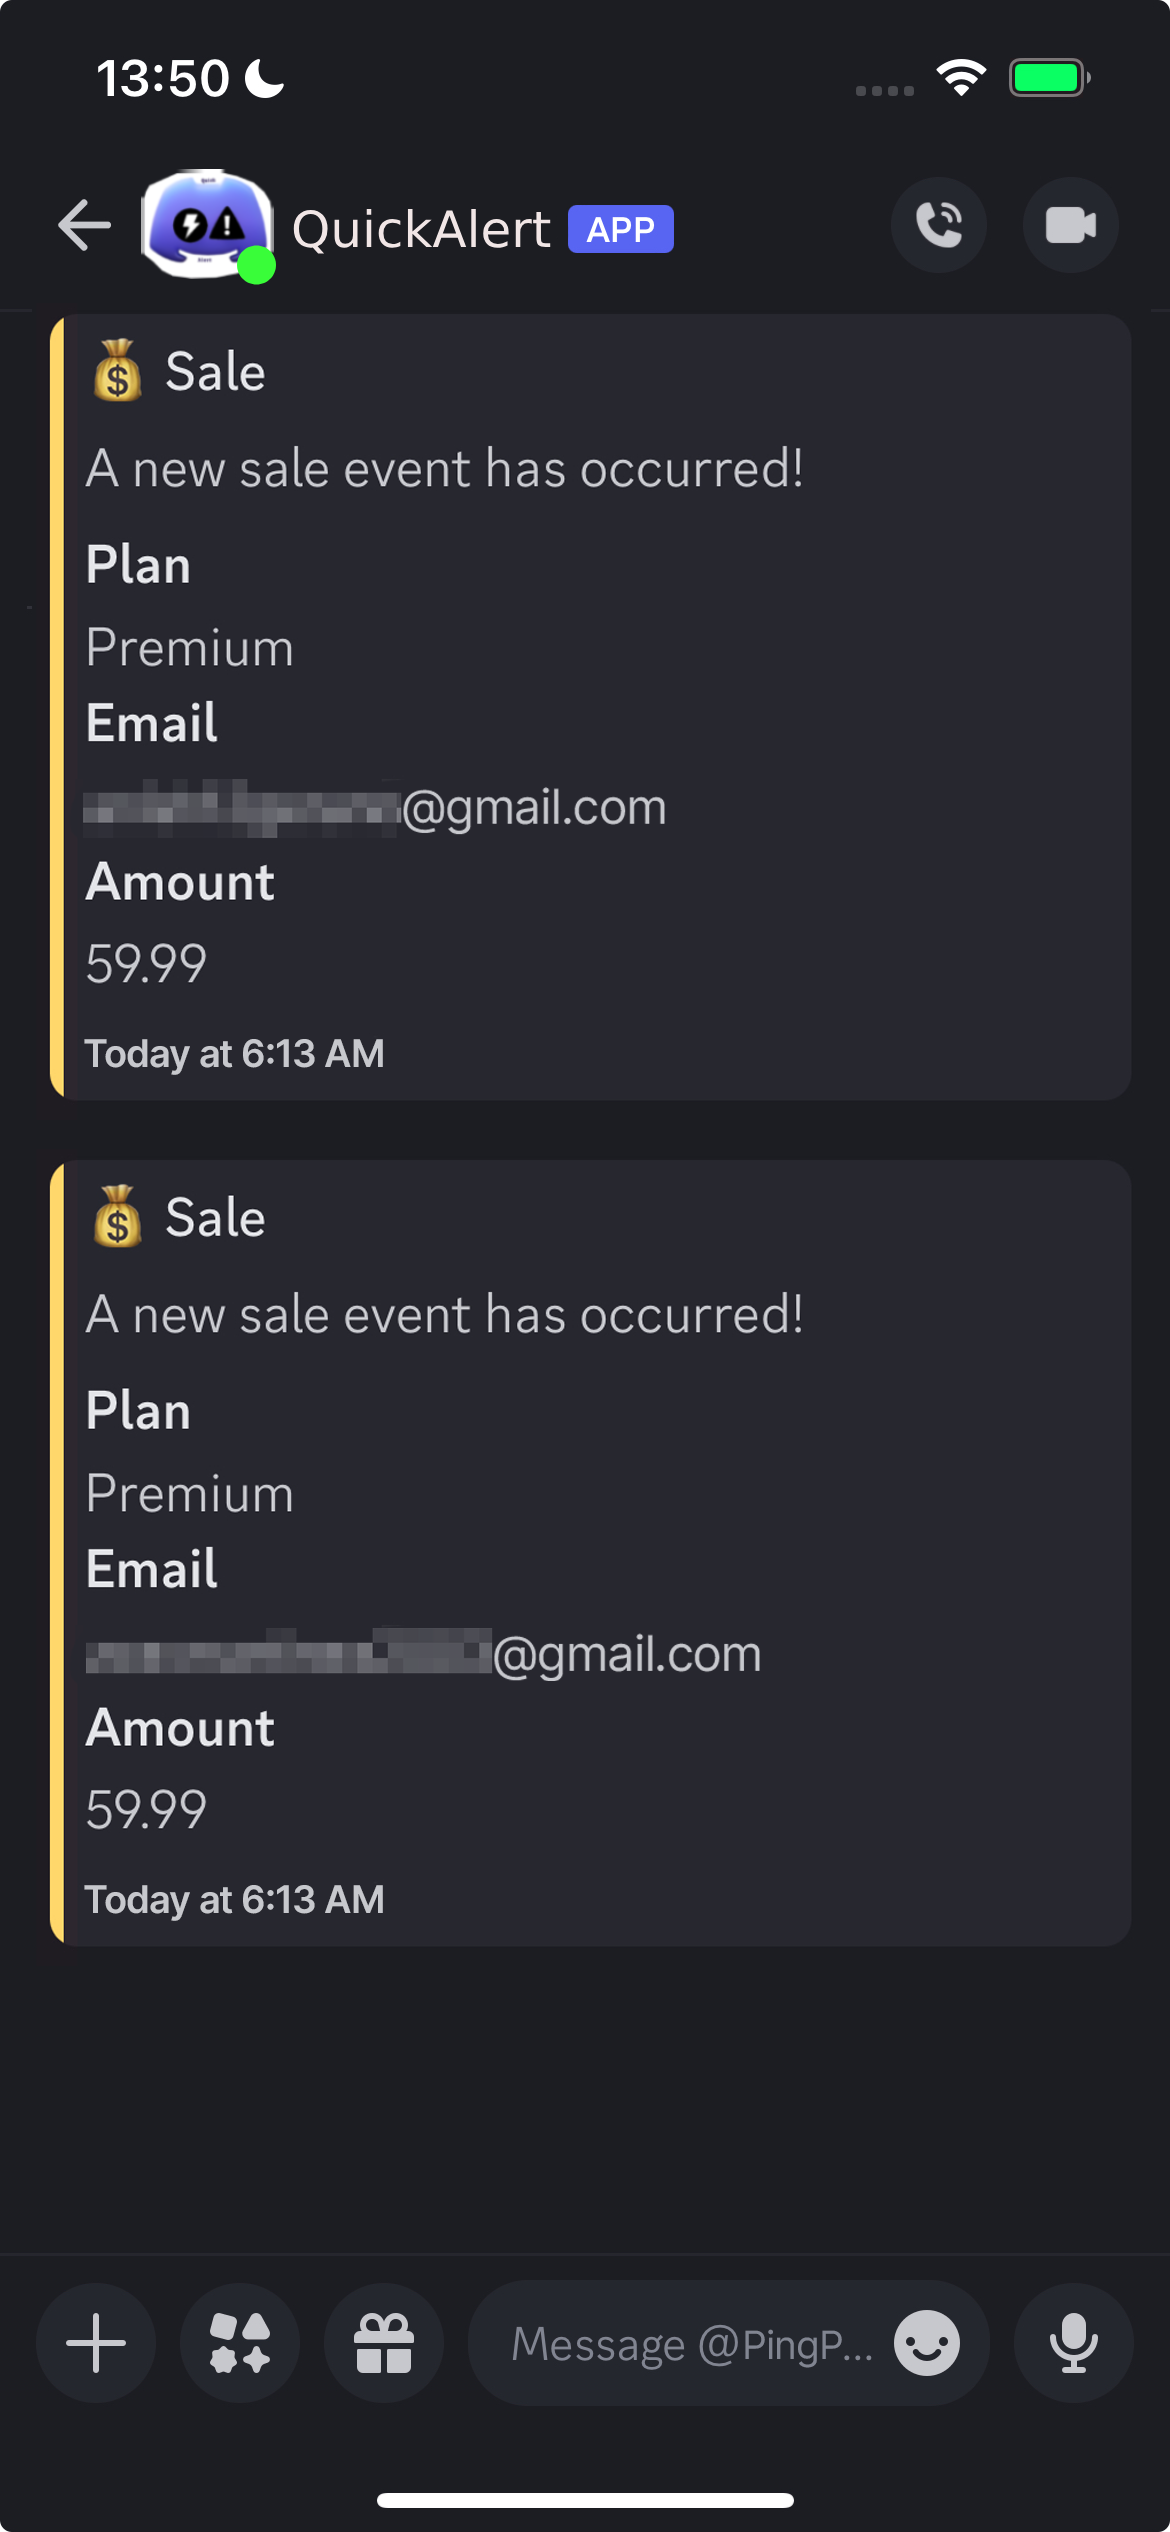 13:50
QuickAlert APP
Sale
A new sale event has occurred!
Plan
Premium
Email
@gmail.com
Amount
59.99
Today at 6:13 AM
Sale
A new sale event has occurred!
Plan
Premium
Email
@gmail.com
Amount
59.99
Today at 6:13 AM
Message @PingP...